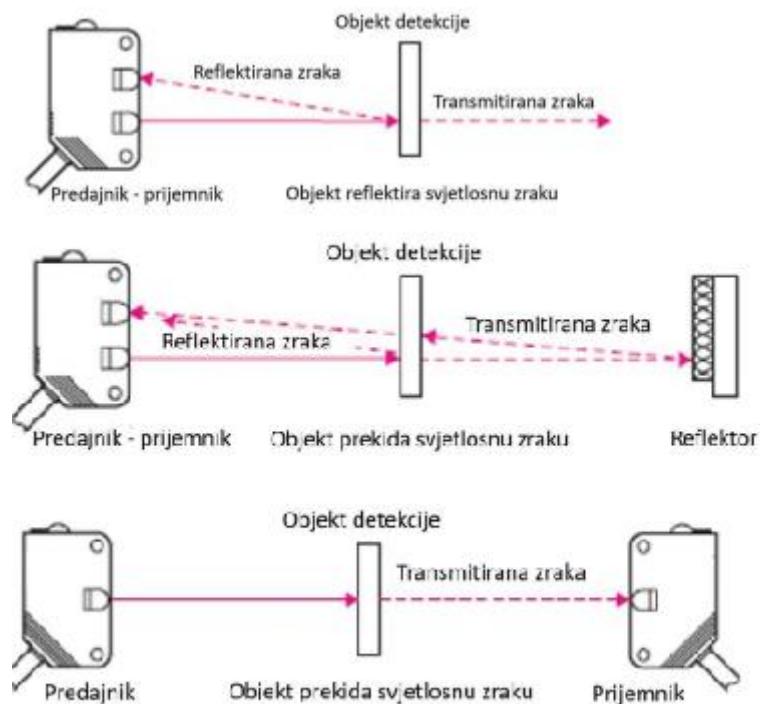 Objekt detekcije
Reflektirana zraka
Transmitirana zraka
Predajnik - prijemnik
Objekt reflektira svjetlosnu zraku
Objekt detekcije
Transmitirana zraka
Reflektirana zraka
Predajnik - prijemnik
Objekt prekida svjetlosnu zraku
Reflektor
Objekt detekcije
Transmitirana zraka
Predajnik
Objekt prekida svjetlosnu zraku
Prijemnik